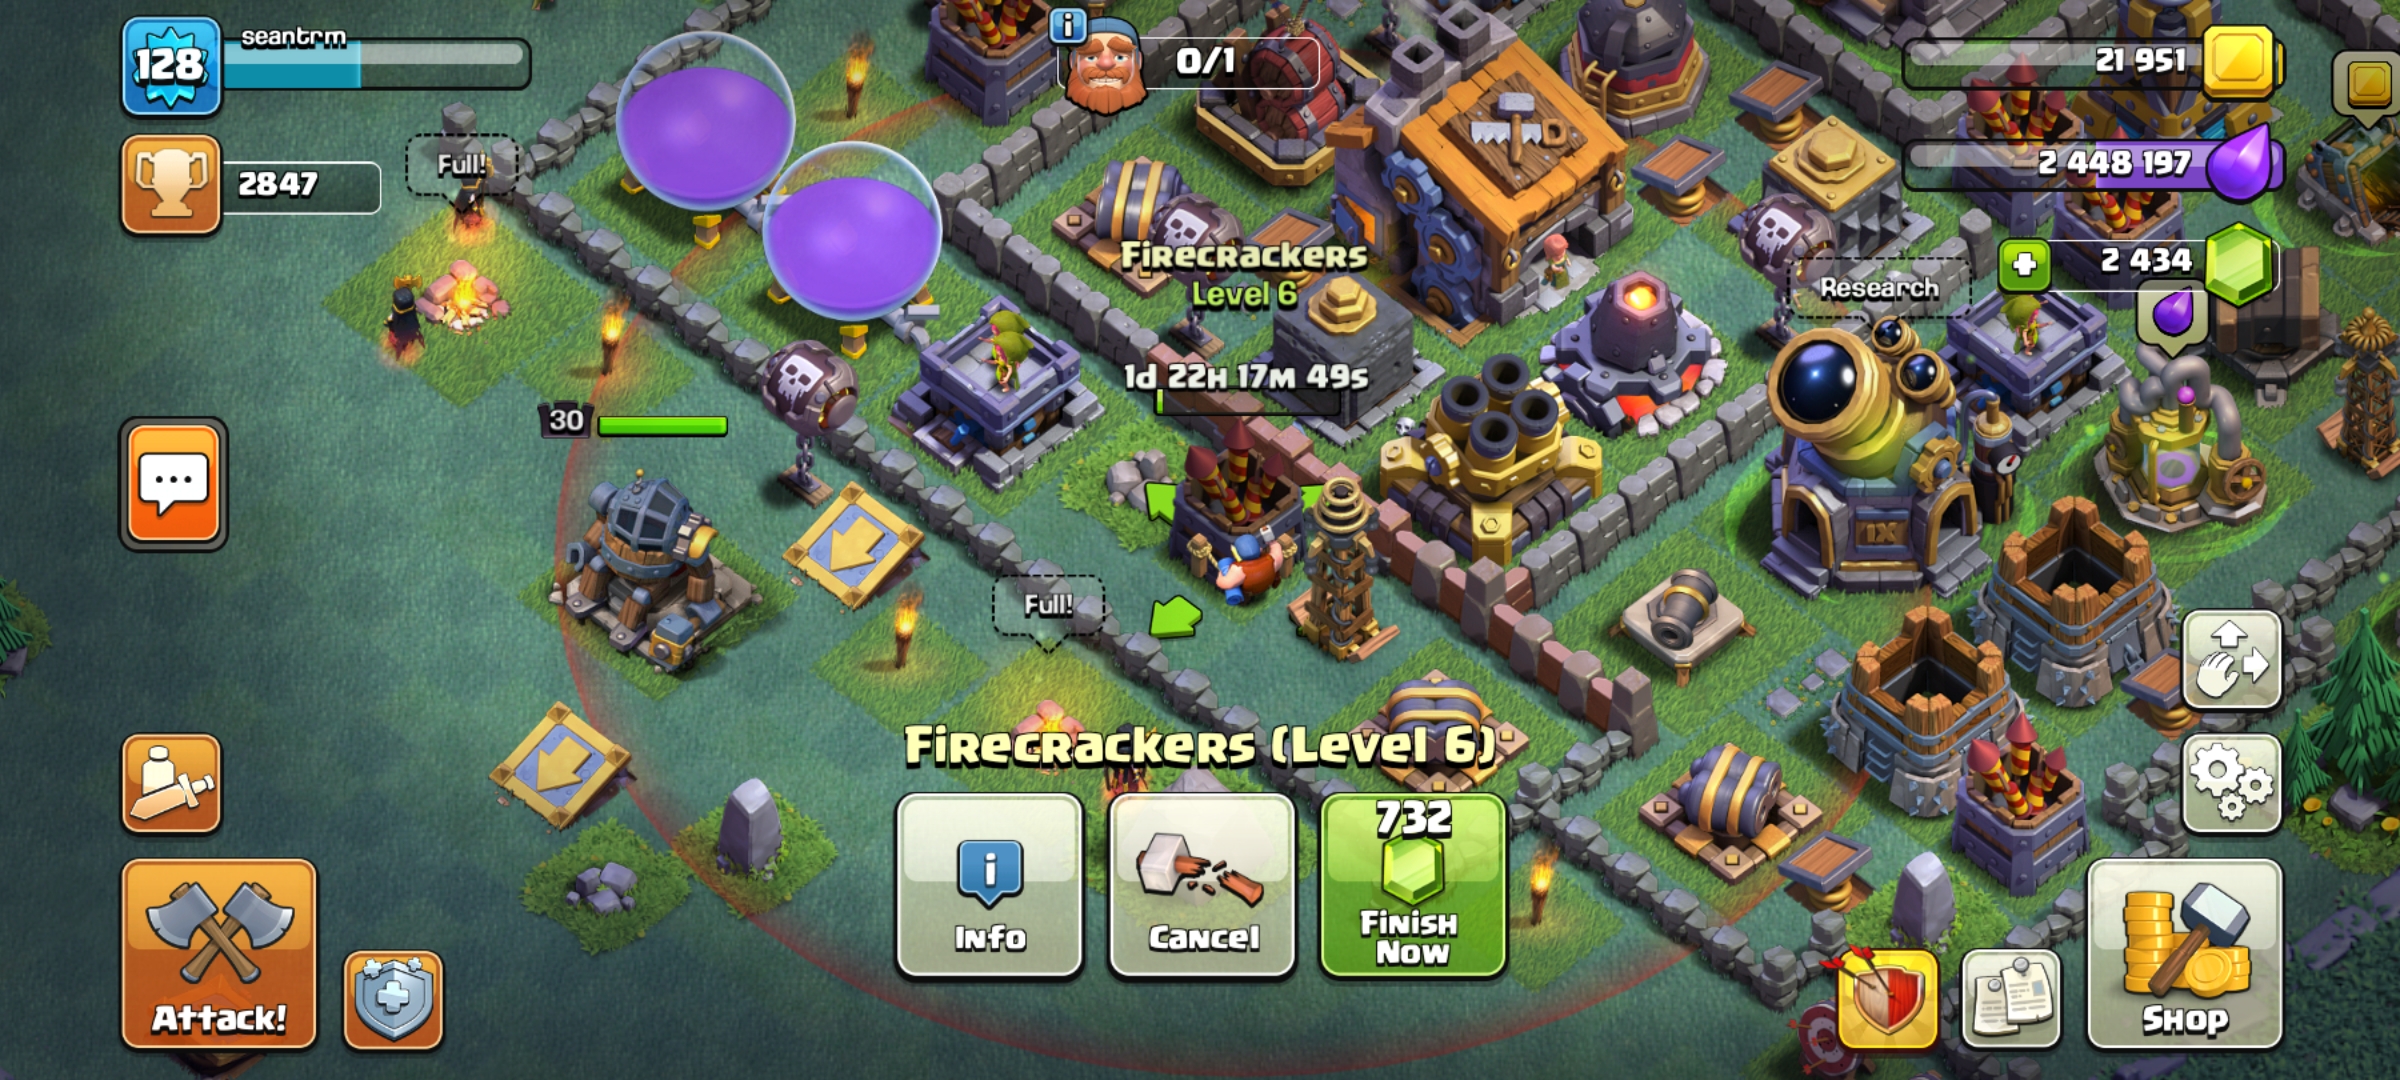 128
seantrm
0/1
21 951
Full!
2847
2 448 197
Firecrackers
Level 6
2 434
Research
1d 22h 17m 49s
30
IX
Full!
Firecrackers (Level 6)
Info
Cancel
732
Finish
Now
Attack!
Shop